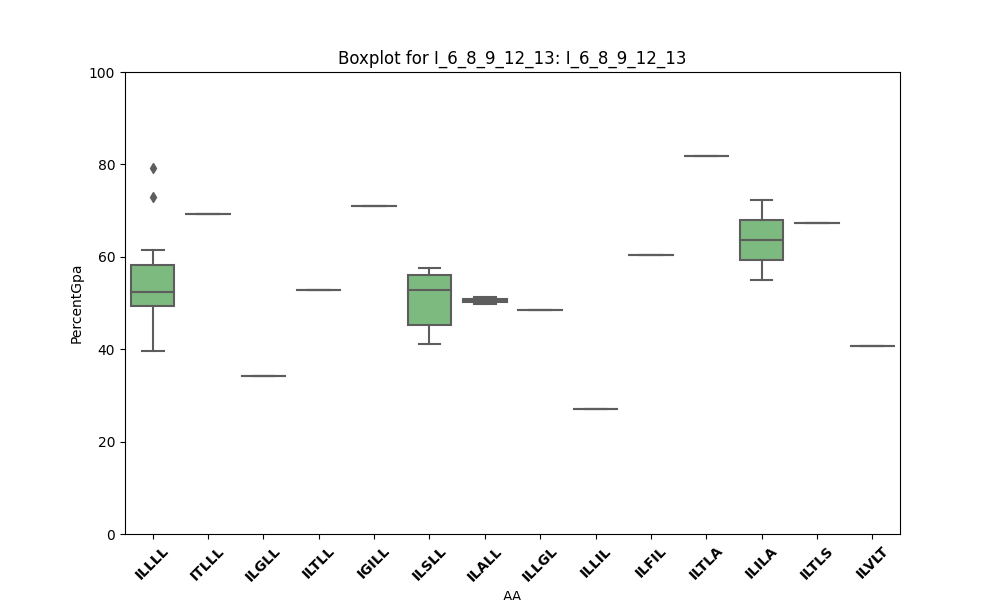 Boxplot for I_6_8_9_12_13: I_6_8_9_12_13
100
80
60
40
20
0
PercentGpa
ILLLL
ITLLL
ILGLL
ILTLL
IGILL
ILSLL
ILALL
ILLGL
ILLIL
ILFIL
ILTLA
ILILA
ILTLS
ILVLT
AA